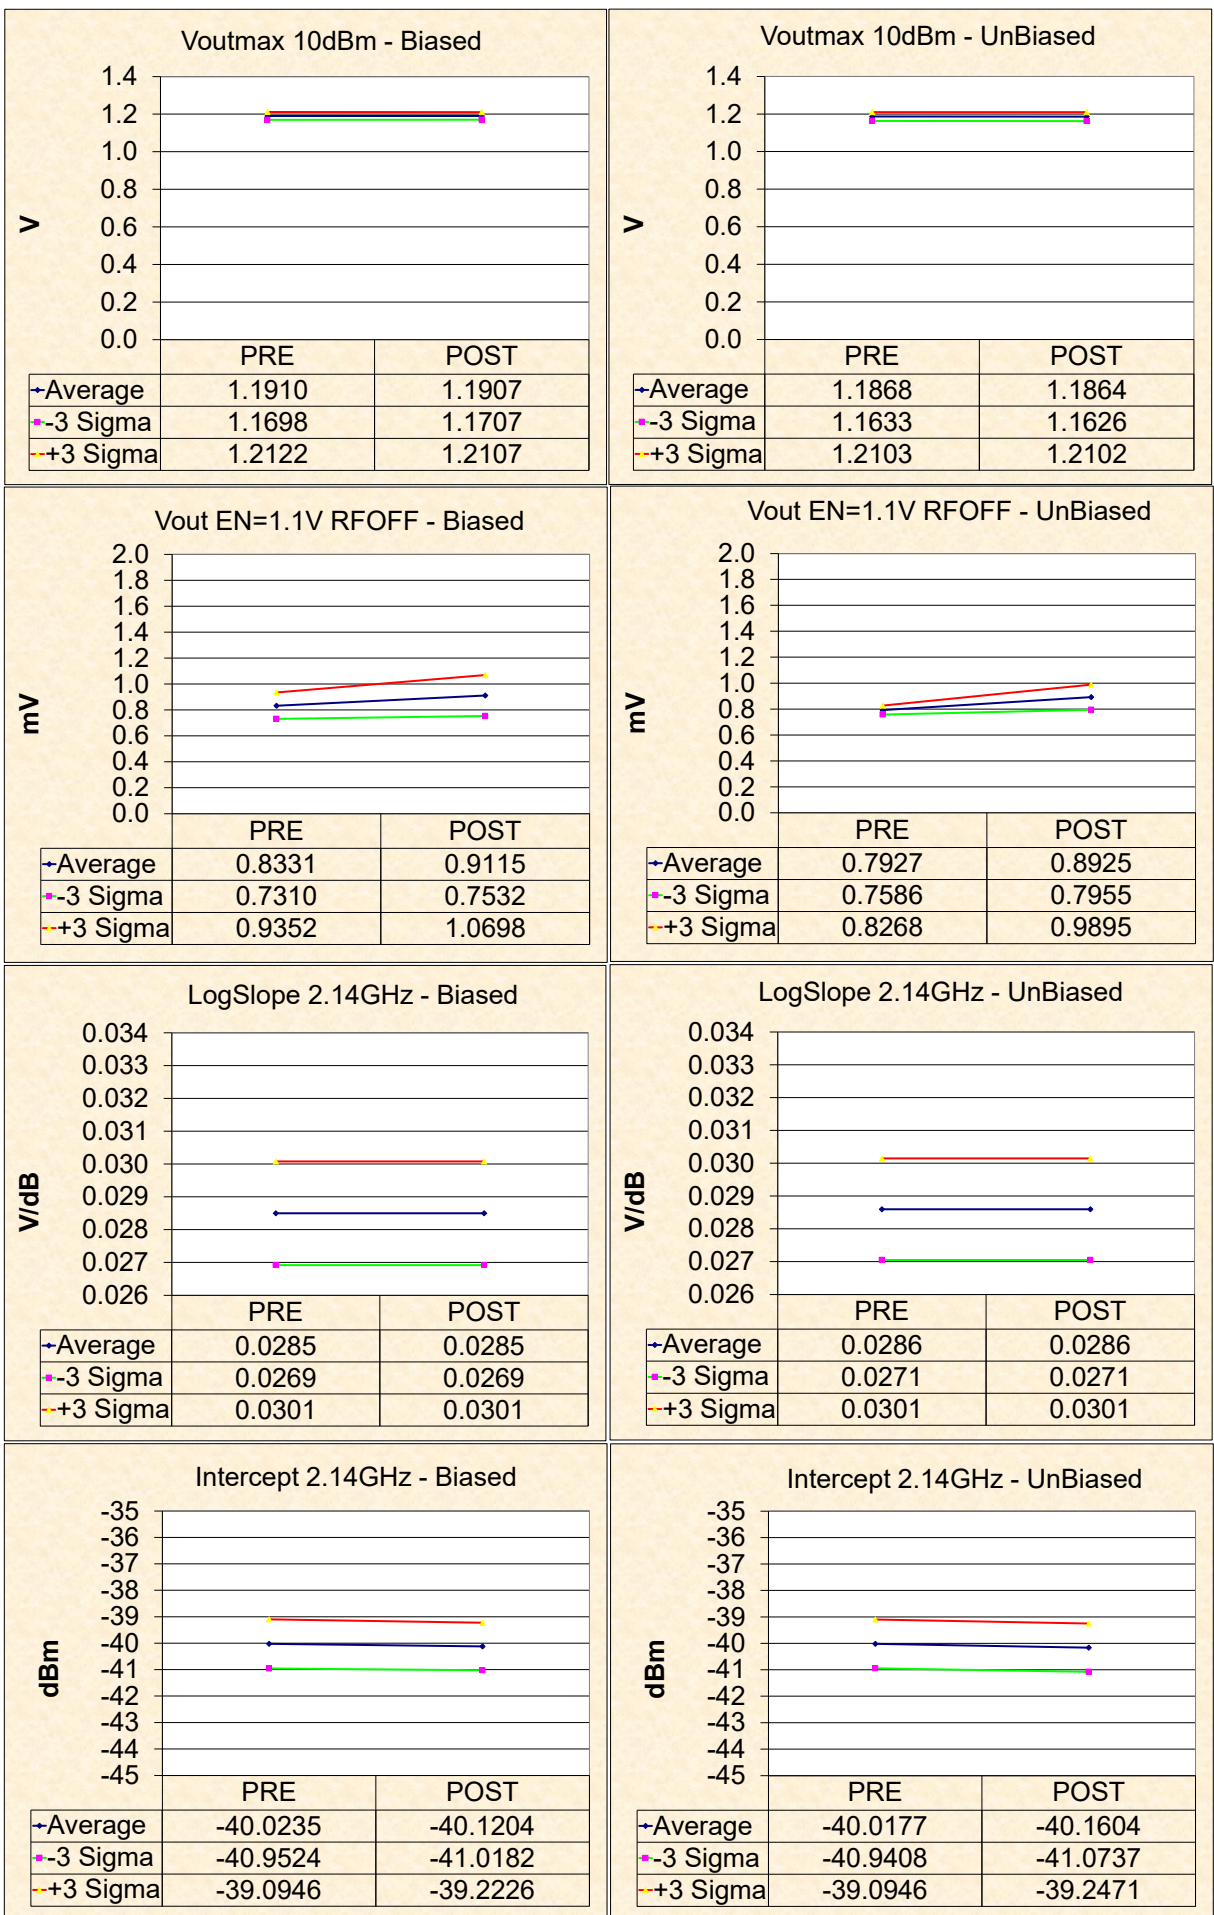 Voutmax 10dBm - Biased
V
1.4
1.2
1.0
0.8
0.6
0.4
0.2
0.0
PRE POST
Average 1.1910 1.1907
-3 Sigma 1.1698 1.1707
+3 Sigma 1.2122 1.2107
Voutmax 10dBm - UnBiased
V
1.4
1.2
1.0
0.8
0.6
0.4
0.2
0.0
PRE POST
Average 1.1868 1.1864
-3 Sigma 1.1633 1.1626
+3 Sigma 1.2103 1.2102
Vout EN=1.1V RFOFF - Biased
mV
2.0
1.8
1.6
1.4
1.2
1.0
0.8
0.6
0.4
0.2
0.0
PRE POST
Average 0.8331 0.9115
-3 Sigma 0.7310 0.7532
+3 Sigma 0.9352 1.0698
Vout EN=1.1V RFOFF - UnBiased
mV
2.0
1.8
1.6
1.4
1.2
1.0
0.8
0.6
0.4
0.2
0.0
PRE POST
Average 0.7927 0.8925
-3 Sigma 0.7586 0.7955
+3 Sigma 0.8268 0.9895
LogSlope 2.14GHz - Biased
V/dB
0.034
0.033
0.032
0.031
0.030
0.029
0.028
0.027
0.026
PRE POST
Average 0.0285 0.0285
-3 Sigma 0.0269 0.0269
+3 Sigma 0.0301 0.0301
LogSlope 2.14GHz - UnBiased
V/dB
0.034
0.033
0.032
0.031
0.030
0.029
0.028
0.027
0.026
PRE POST
Average 0.0286 0.0286
-3 Sigma 0.0271 0.0271
+3 Sigma 0.0301 0.0301
Intercept 2.14GHz - Biased
dBm
-35
-36
-37
-38
-39
-40
-41
-42
-43
-44
-45
PRE POST
Average -40.0235 -40.1204
-3 Sigma -40.9524 -41.0182
+3 Sigma -39.0946 -39.2226
Intercept 2.14GHz - UnBiased
dBm
-35
-36
-37
-38
-39
-40
-41
-42
-43
-44
-45
PRE POST
Average -40.0177 -40.1604
-3 Sigma -40.9408 -41.0737
+3 Sigma -39.0946 -39.2471